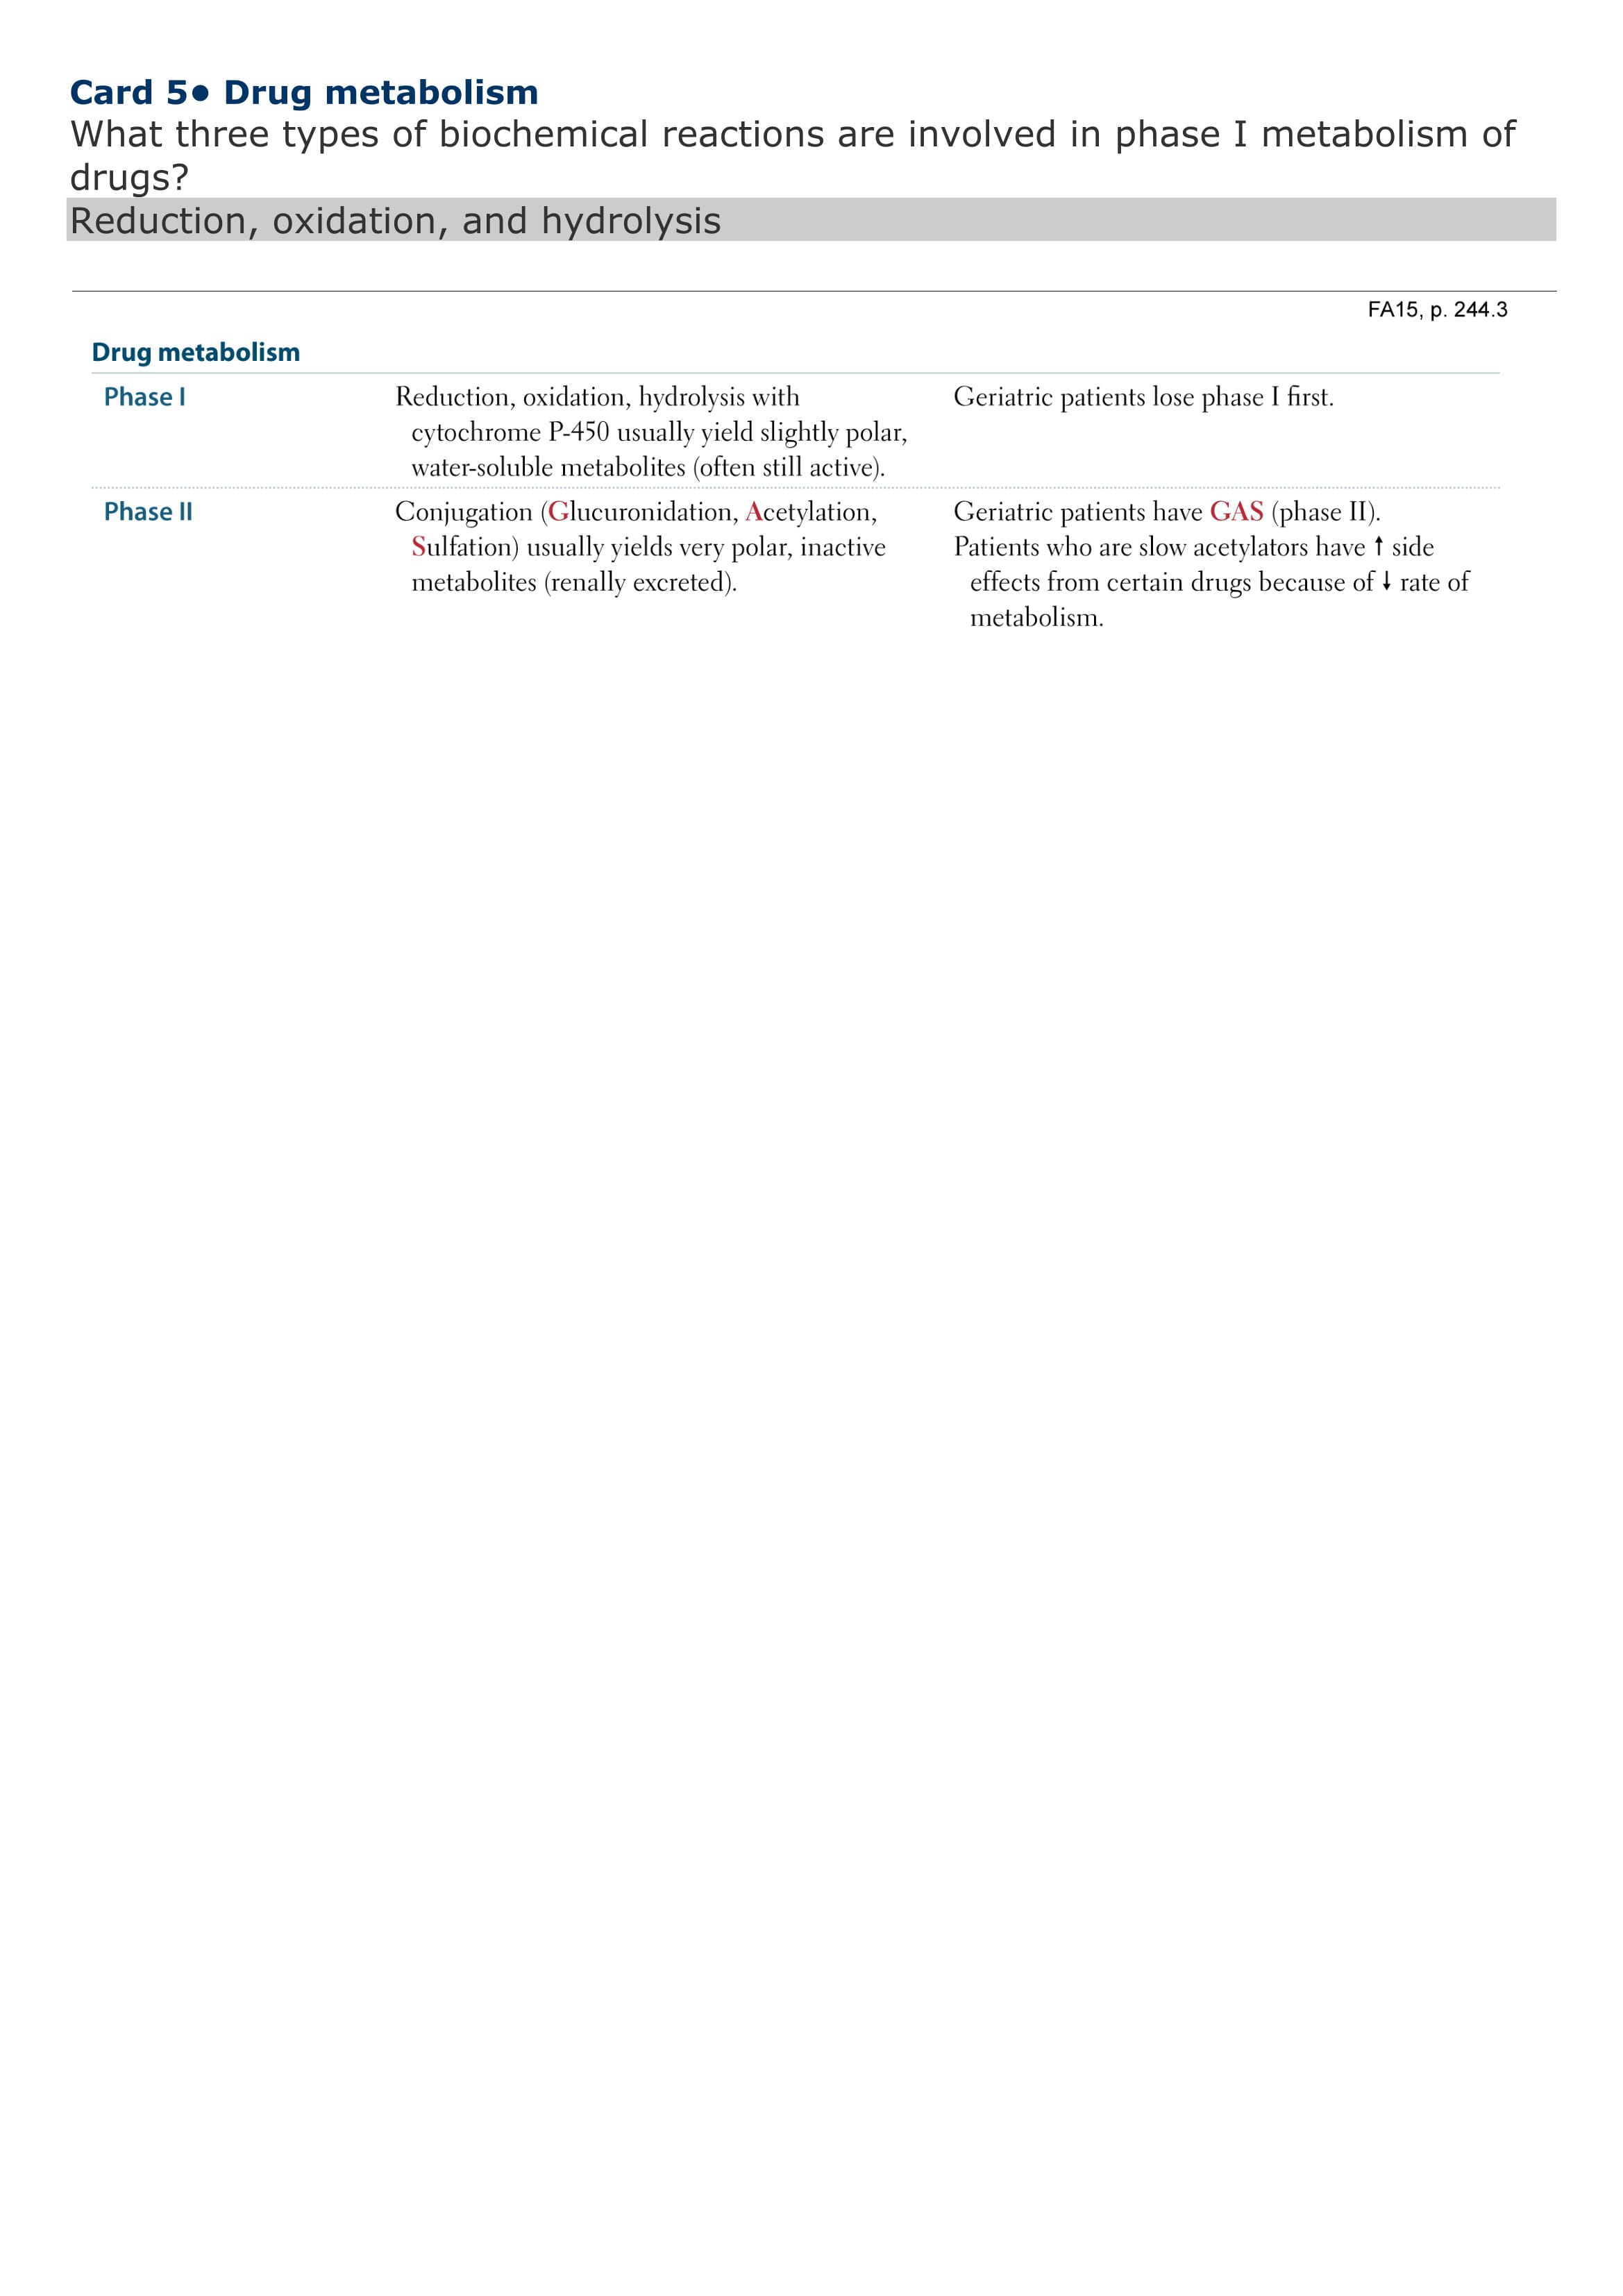 Card 5● Drug metabolism
What three types of biochemical reactions are involved in phase I metabolism of
drugs?
Reduction, oxidation, and hydrolysis
FA15, p. 244.3
Drug metabolism
Phase I
Reduction, oxidation, hydrolysis with
cytochrome P-450 usually yield slightly polar,
water-soluble metabolites (often still active).
Geriatric patients lose phase I first.
Phase II
Conjugation (Glucuronidation, Acetylation,
Sulfation) usually yields very polar, inactive
metabolites (renally excreted).
Geriatric patients have GAS (phase II).
Patients who are slow acetylators have ↑ side
effects from certain drugs because of ↓ rate of
metabolism.